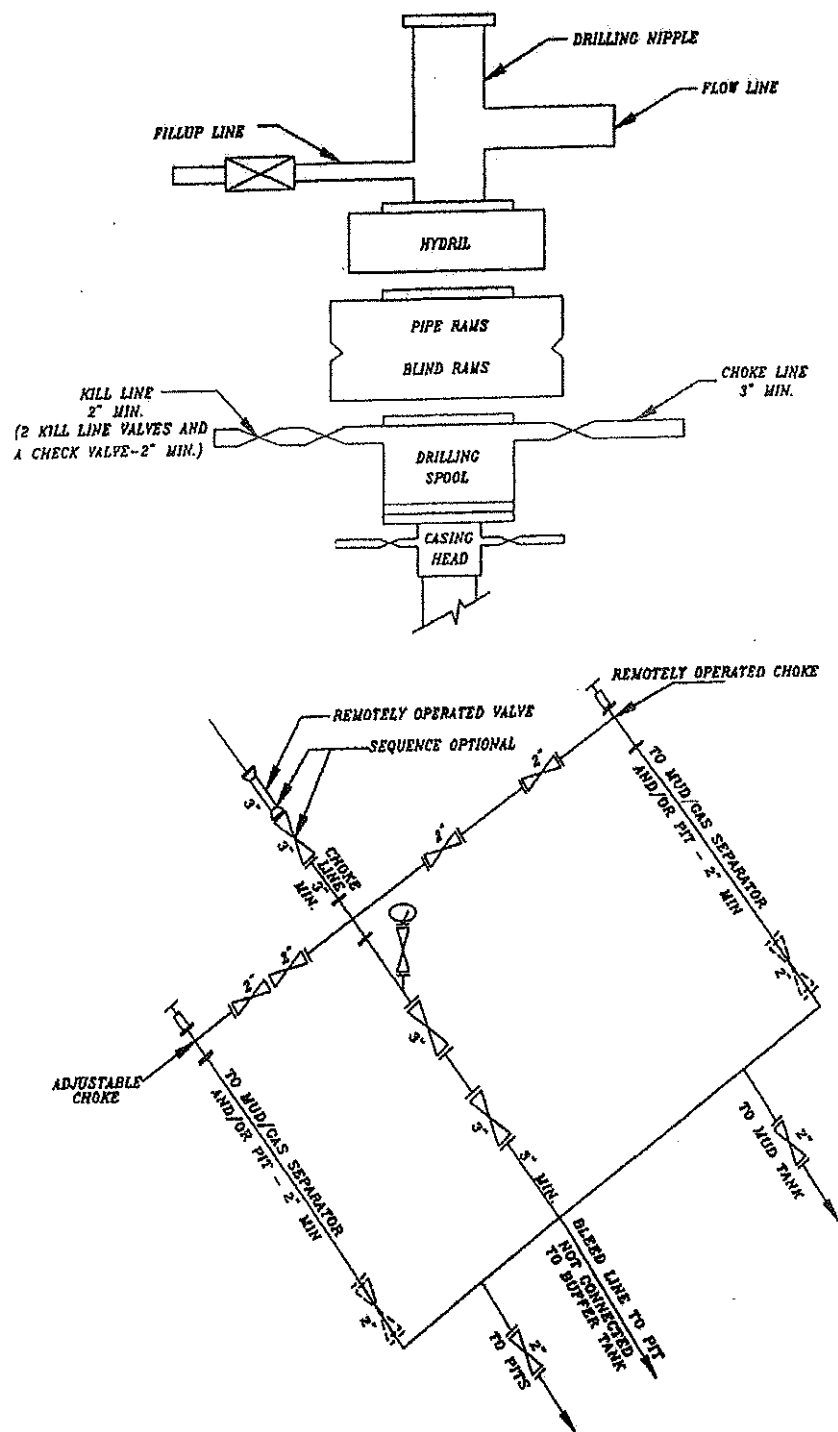 DRILLING NIPPLE
FLOW LINE
FILLUP LINE
HYDRIL
PIPE RAMS
BLIND RAMS
KILL LINE
2" MIN.
(2 KILL LINE VALVES AND
A CHECK VALVE-2" MIN.)
CHOKE LINE
3" MIN.
DRILLING
SPOOL
CASING
HEAD
REMOTELY OPERATED CHOKE
REMOTELY OPERATED VALVE
SEQUENCE OPTIONAL
3"
3"
CHOKE
LINE
3"
MIN.
2"
2"
TO MUD/GAS SEPARATOR
AND/OR PIT - 2" MIN
2"
2"
2"
ADJUSTABLE
CHOKE
TO MUD/GAS SEPARATOR
AND/OR PIT - 2" MIN
2"
3"
3"
3" MIN.
BLEED LINE TO PIT
NOT CONNECTED
TO BUFFER TANK
2"
TO MUD TANK
2"
TO PITS